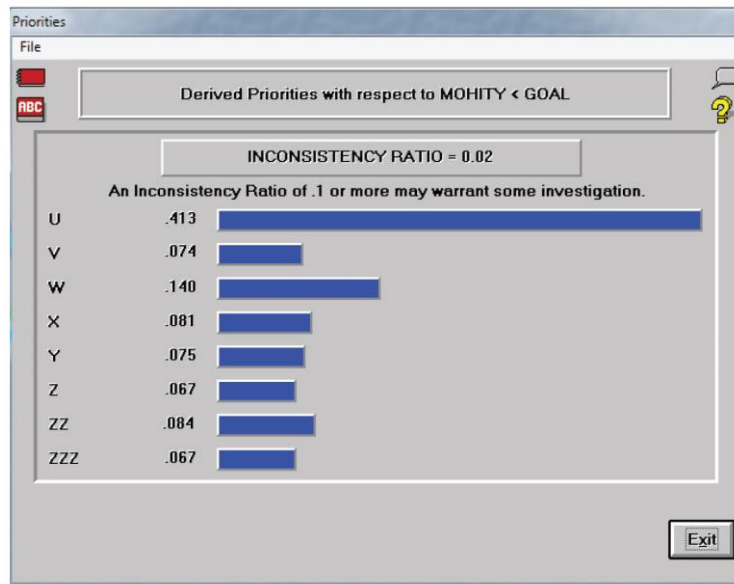 Priorities
File
ABC
Derived Priorities with respect to MOHITY < GOAL
INCONSISTENCY RATIO = 0.02
An Inconsistency Ratio of .1 or more may warrant some investigation.
U .413
V .074
W .140
X .081
Y .075
Z .067
ZZ .084
ZZZ .067
Exit